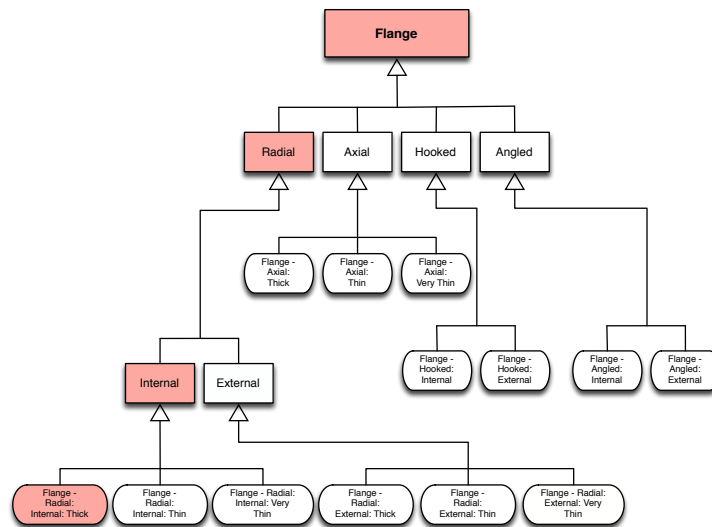 Flange
Radial
Axial
Hooked
Angled
Flange -
Axial:
Thick
Flange -
Axial:
Thin
Flange -
Axial:
Very Thin
Flange -
Hooked:
Internal
Flange -
Hooked:
External
Flange -
Angled:
Internal
Flange -
Angled:
External
Internal
External
Flange -
Radial:
Internal: Thick
Flange -
Radial:
Internal: Thin
Flange - Radial:
Internal: Very
Thin
Flange -
Radial:
External: Thick
Flange -
Radial:
External: Thin
Flange - Radial:
External: Very
Thin